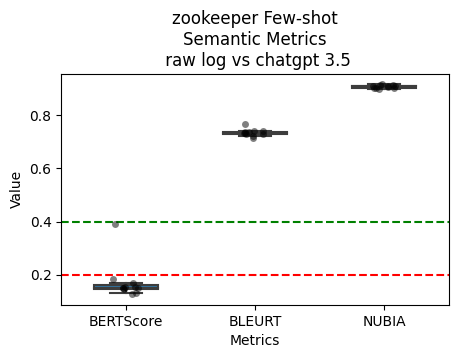 zookeeper Few-shot
Semantic Metrics
raw log vs chatgpt 3.5
Value
0.8
0.6
0.4
0.2
BERTScore BLEURT NUBIA
Metrics